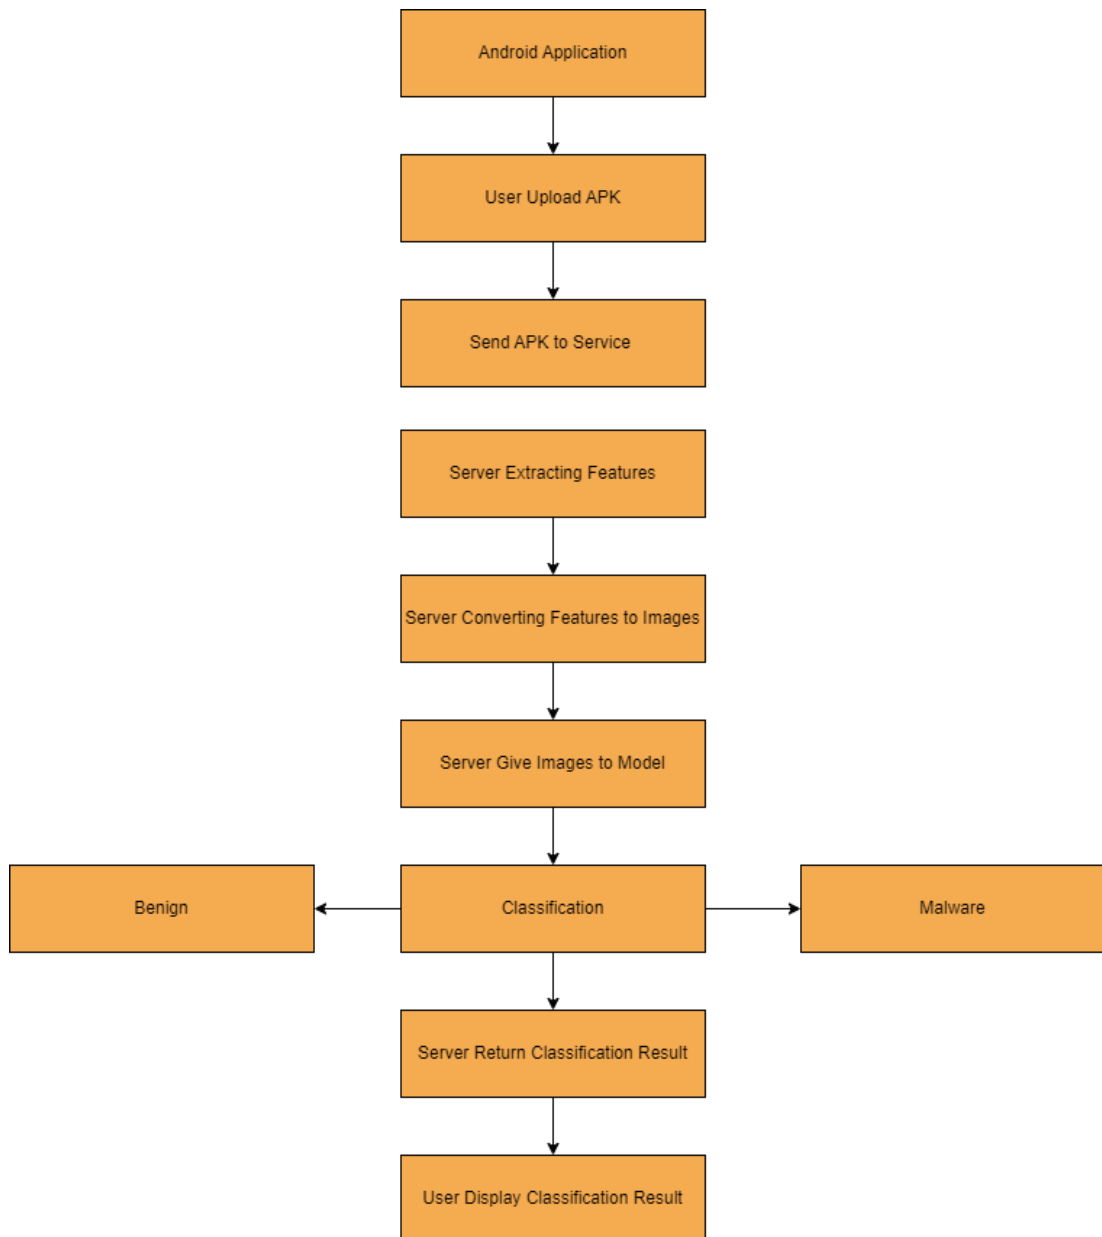 Android Application
User Upload APK
Send APK to Service
Server Extracting Features
Server Converting Features to Images
Server Give Images to Model
Benign
Classification
Malware
Server Return Classification Result
User Display Classification Result